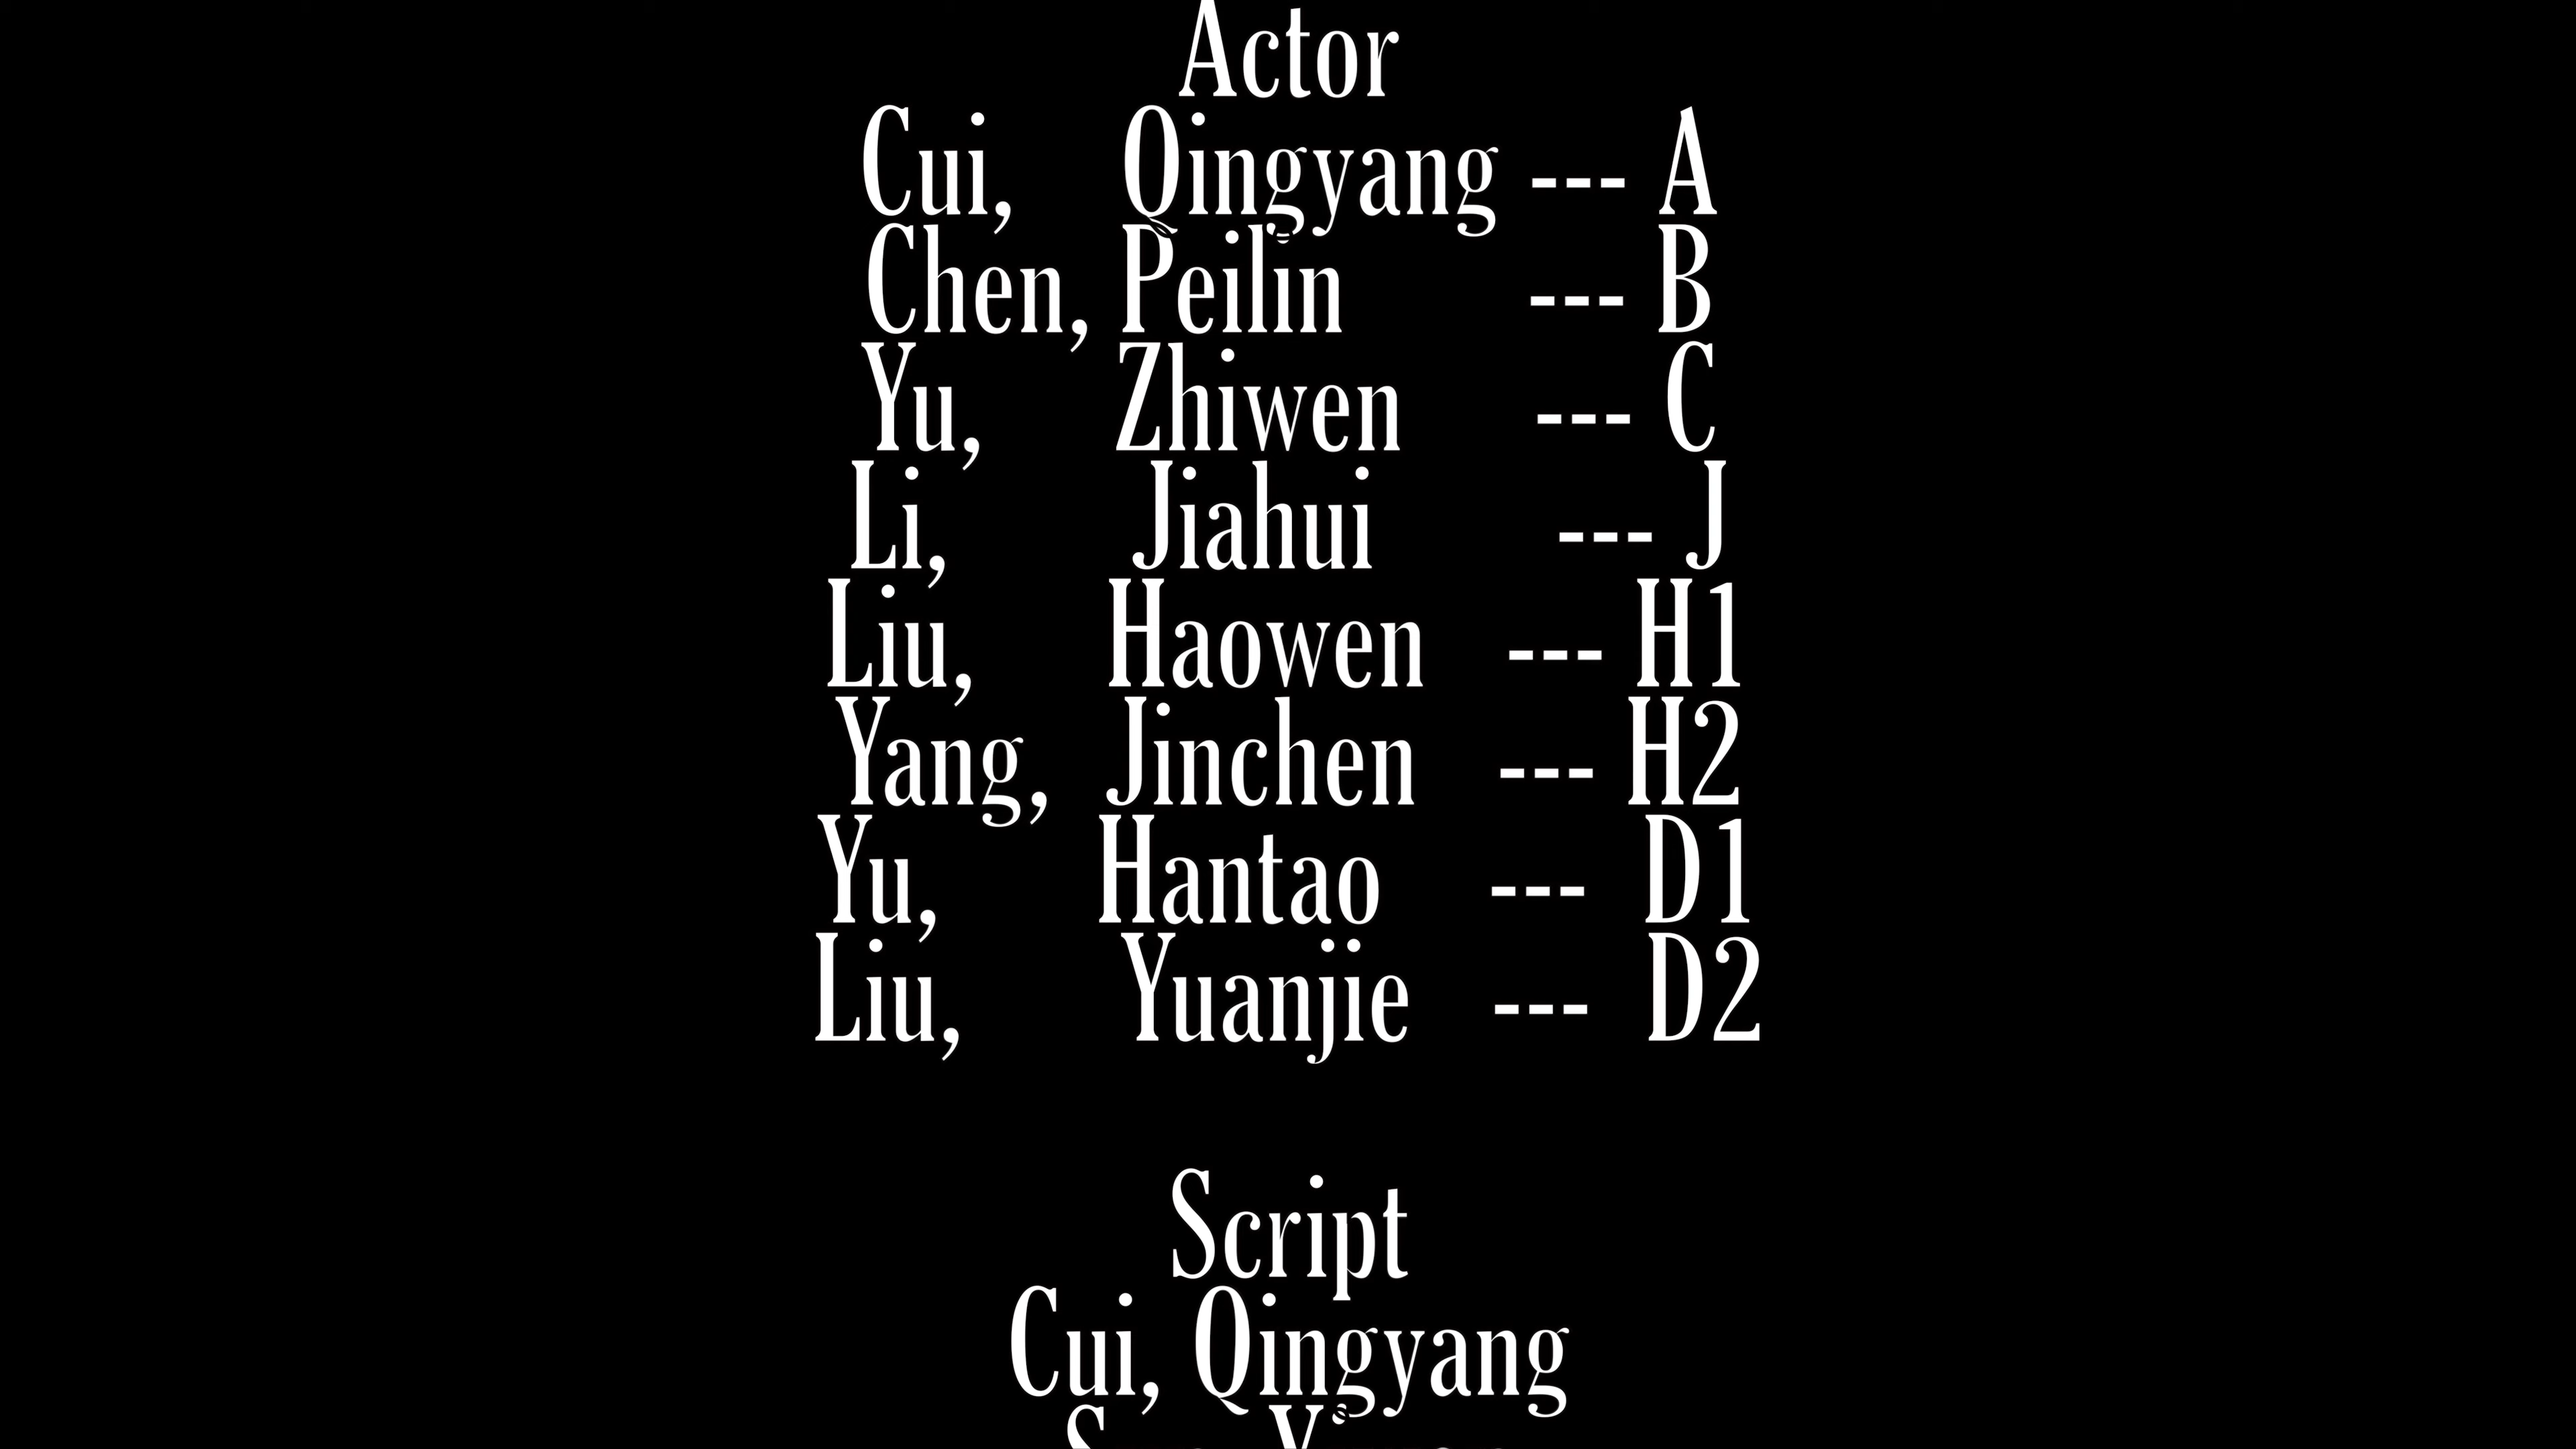 Actor
Cui, Qingyang --- A
Chen, Peilin --- B
Yu, Zhiwen --- C
Li, Jiahui --- J
Liu, Haowen --- H1
Yang, Jinchen --- H2
Yu, Hantao --- D1
Liu, Yuanjie --- D2
Script
Cui, Qingyang